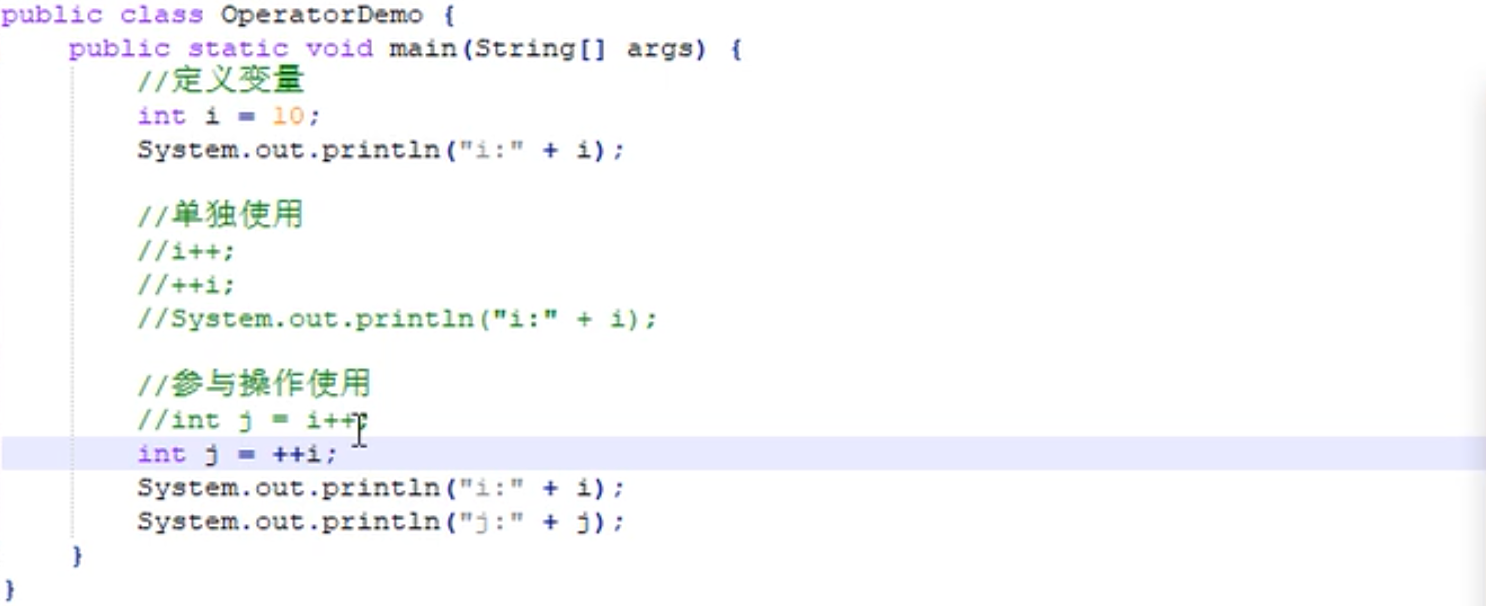 public class OperatorDemo {
public static void main(String[] args) {
//定义变量
int i = 10;
System.out.println("i:" + i);
//单独使用
//i++;
//++i;
//System.out.println("i:" + i);
//参与操作使用
//int j = i++;
int j = ++i;
System.out.println("i:" + i);
System.out.println("j:" + j);
}
}